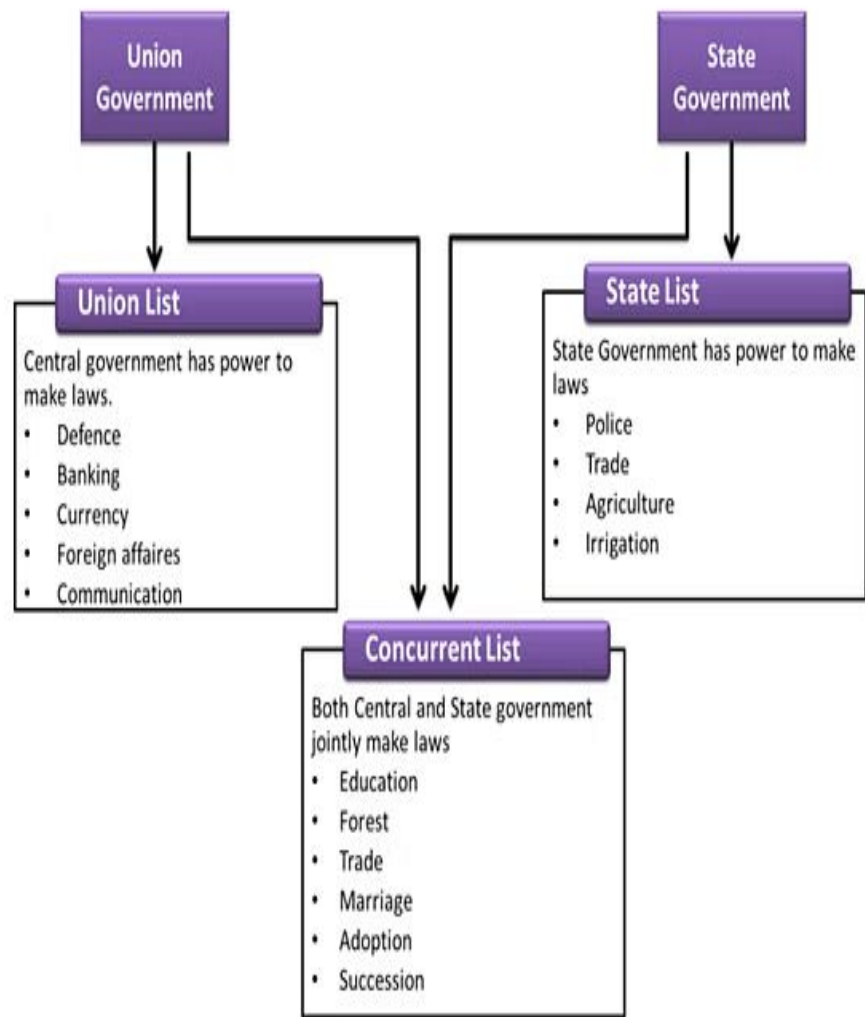 Union
Government
State
Government
Union List
Central government has power to
make laws.
• Defence
• Banking
• Currency
• Foreign affaires
• Communication
State List
State Government has power to make
laws
• Police
• Trade
• Agriculture
• Irrigation
Concurrent List
Both Central and State government
jointly make laws
• Education
• Forest
• Trade
• Marriage
• Adoption
• Succession